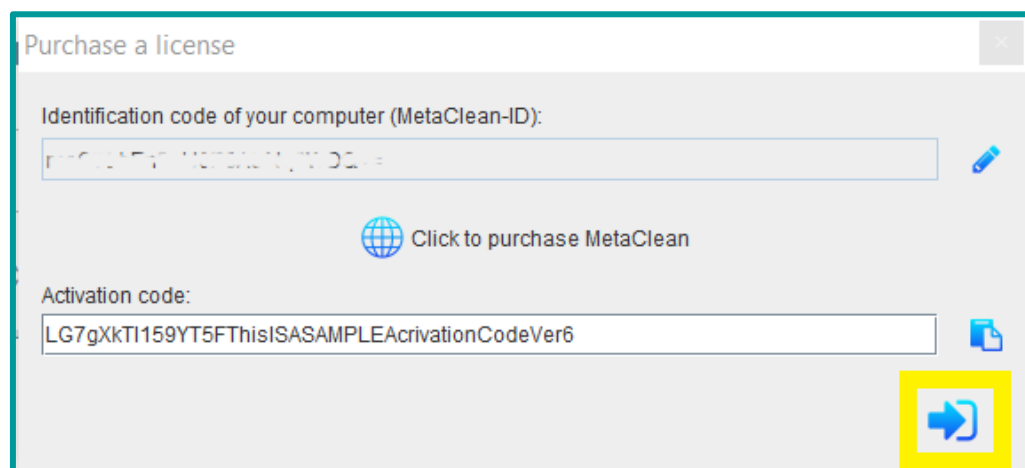 Purchase a license
Identification code of your computer (MetaClean-ID):
Click to purchase MetaClean
Activation code:
LG7gXkTI159YT5FThisISASAMPLEAcrivationCodeVer6